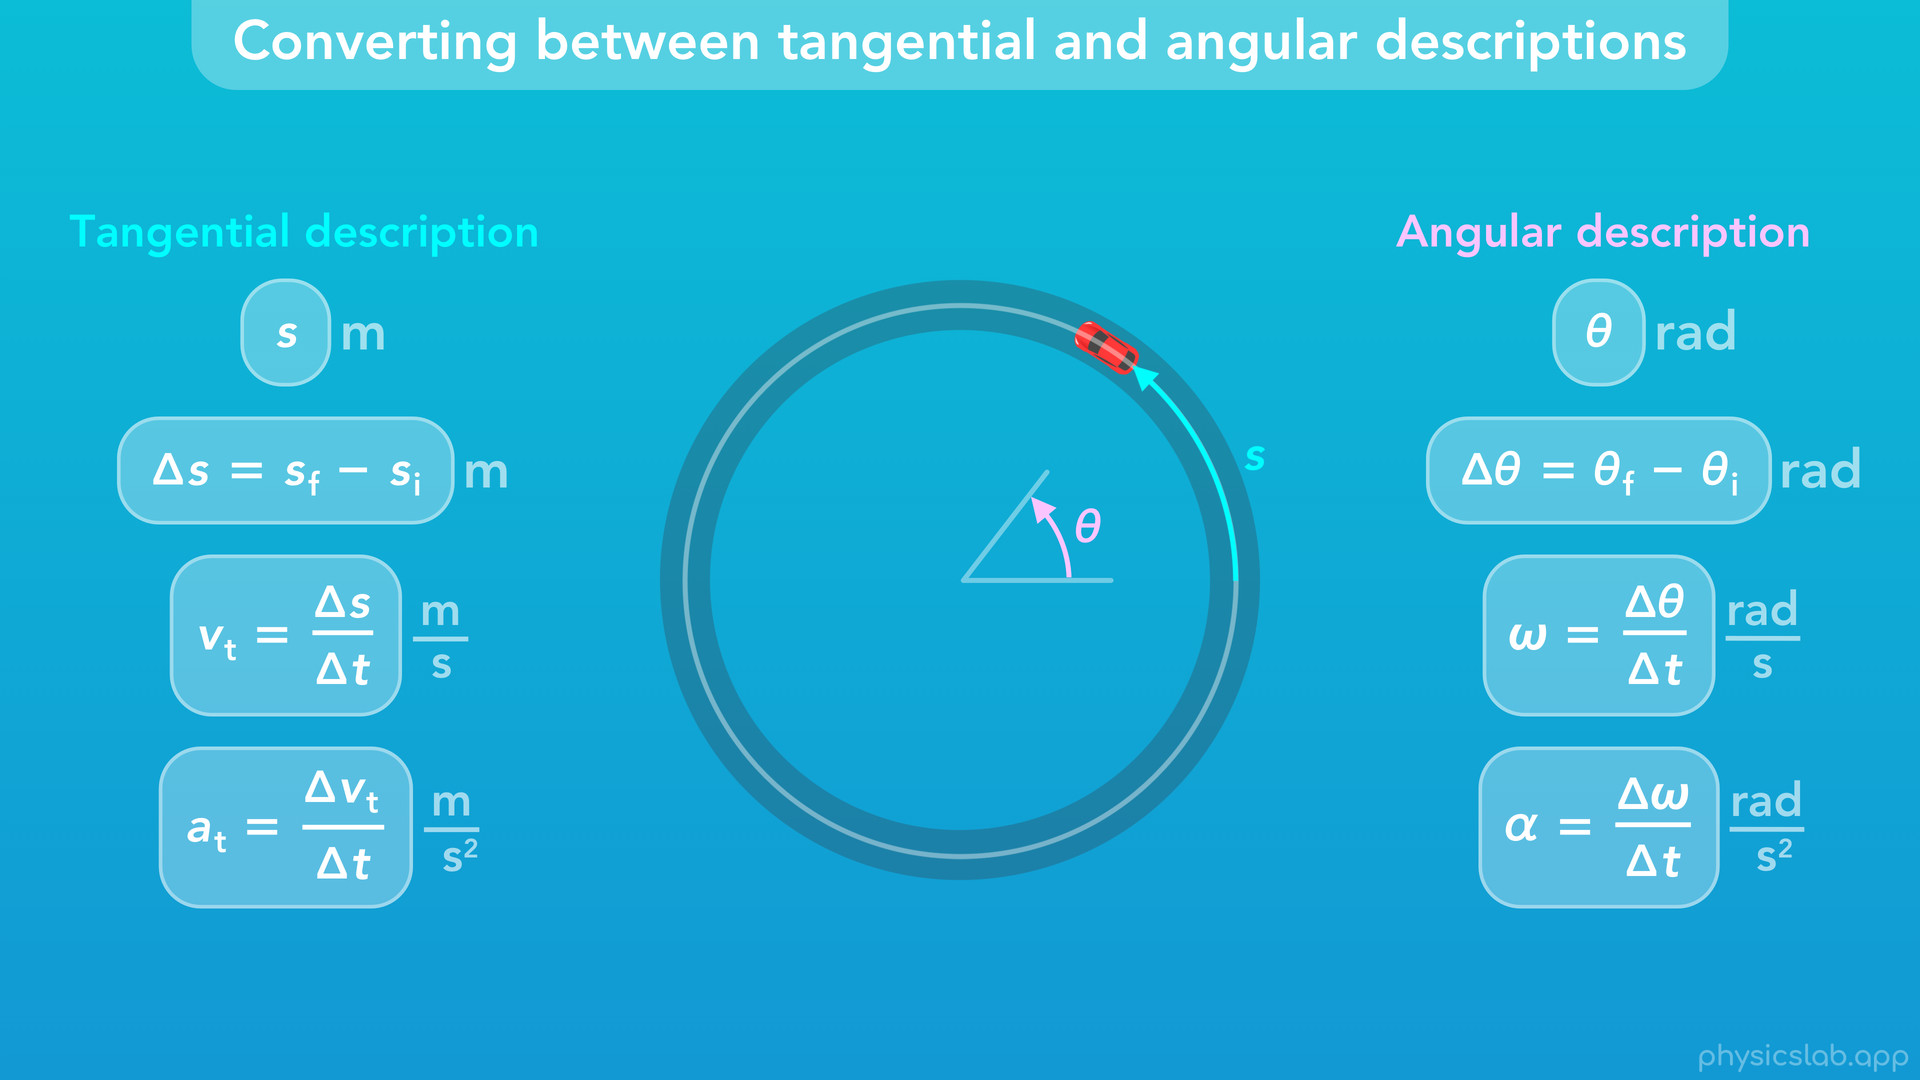 Converting between tangential and angular descriptions
Tangential description
s m
Δs = s_f − s_i m
v_t = Δs/Δt m/s
a_t = Δv_t/Δt m/s²
s
θ
Angular description
θ rad
Δθ = θ_f − θ_i rad
ω = Δθ/Δt rad/s
α = Δω/Δt rad/s²
physicslab.app